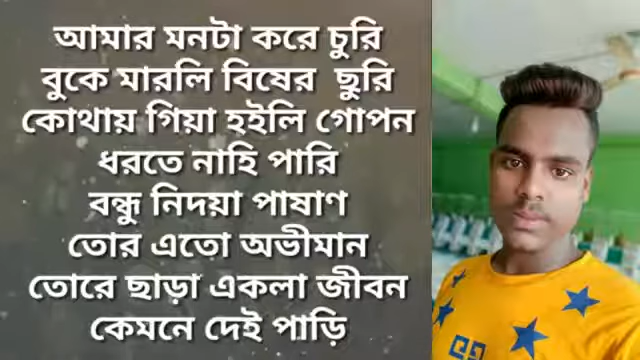 আমার মনটা করে চুরি
বুকে মারলি বিষের ছুরি
কোথায় গিয়া হইলি গোপন
ধরতে নাহি পারি
বন্ধু নিদয়া পাষাণ
তোর এতো অভীমান
তোরে ছাড়া একলা জীবন
কেমনে দেই পাড়ি